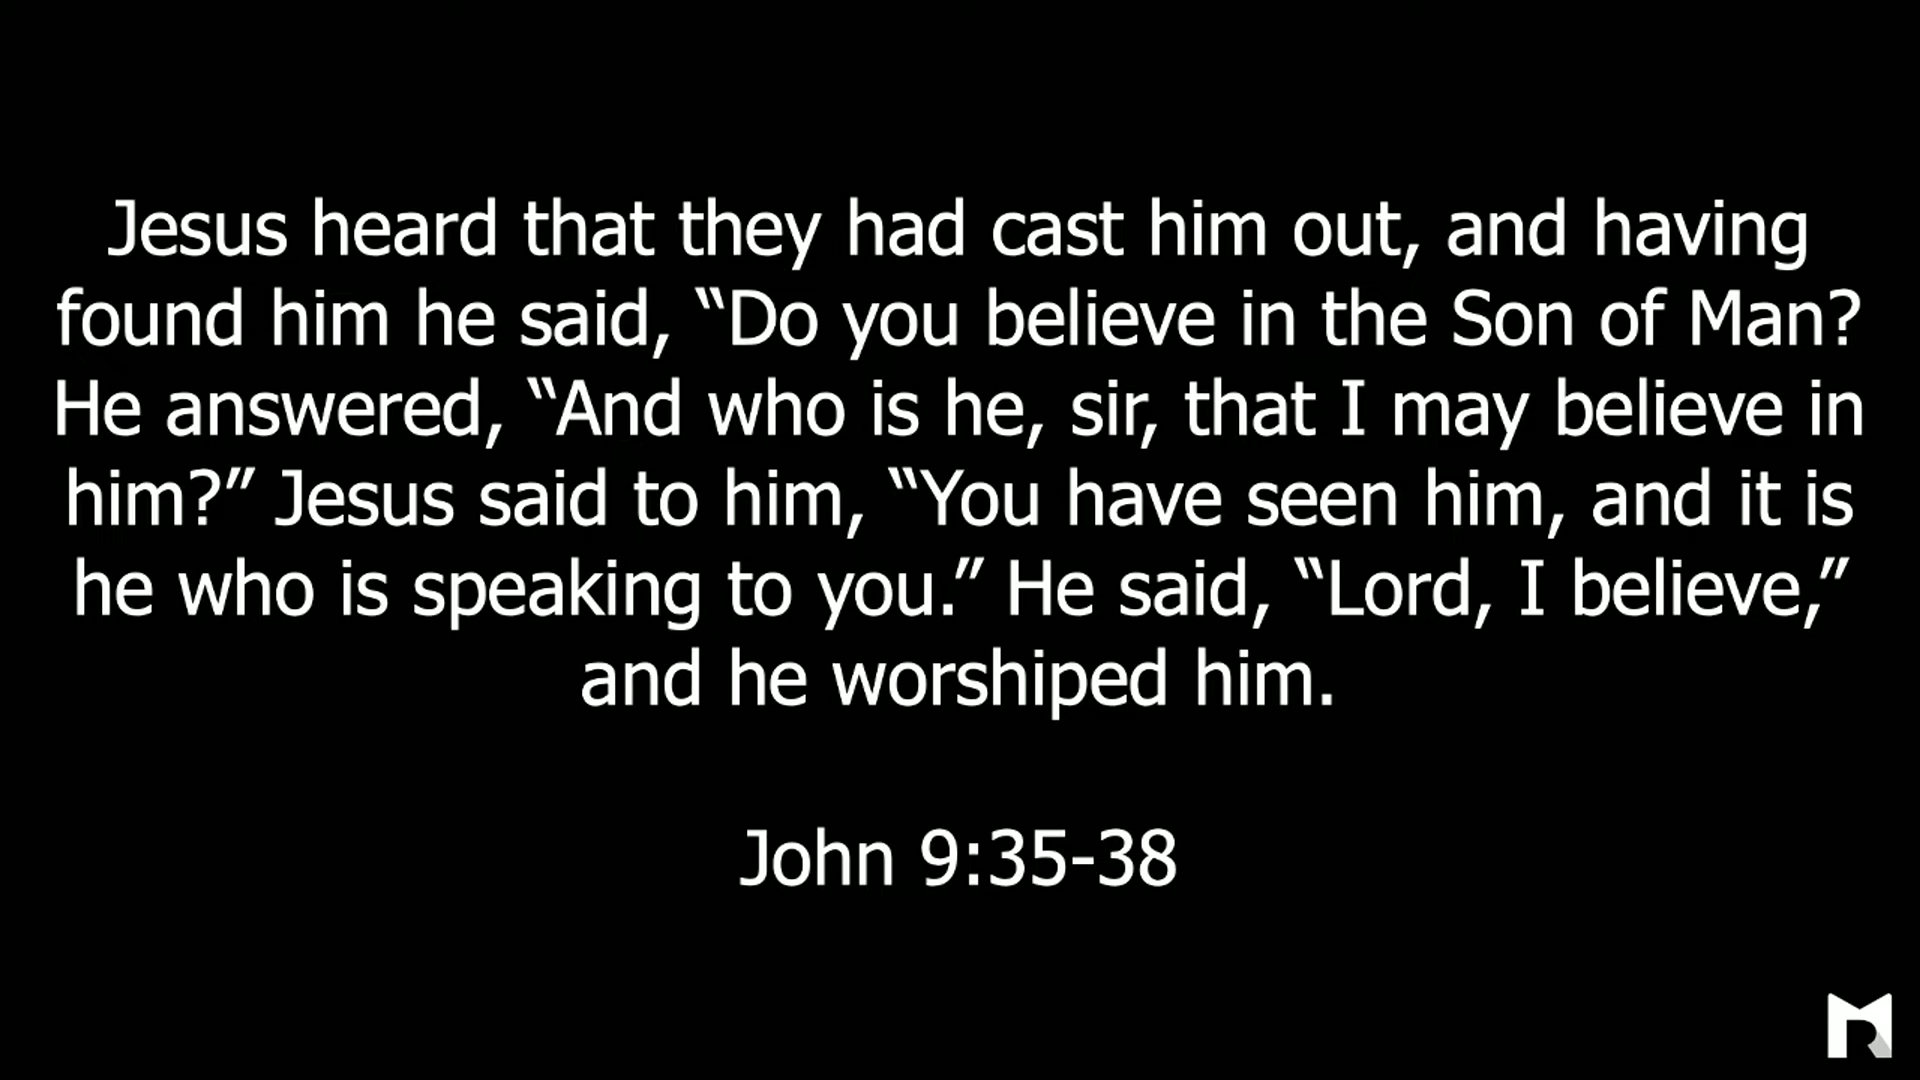 Jesus heard that they had cast him out, and having
found him he said, “Do you believe in the Son of Man?
He answered, “And who is he, sir, that I may believe in
him?” Jesus said to him, “You have seen him, and it is
he who is speaking to you.” He said, “Lord, I believe,”
and he worshiped him.
John 9:35-38